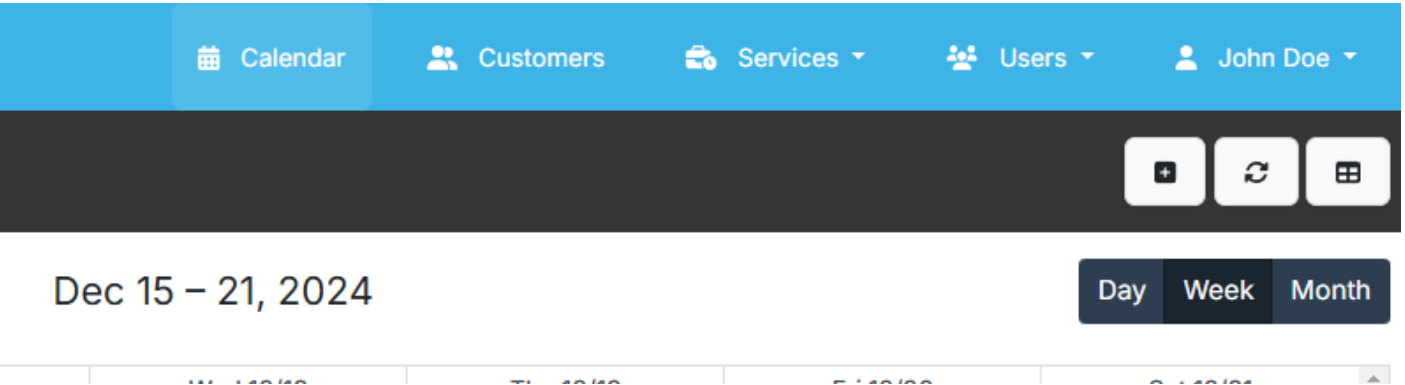 Calendar Customers Services Users John Doe
Dec 15 – 21, 2024 Day Week Month